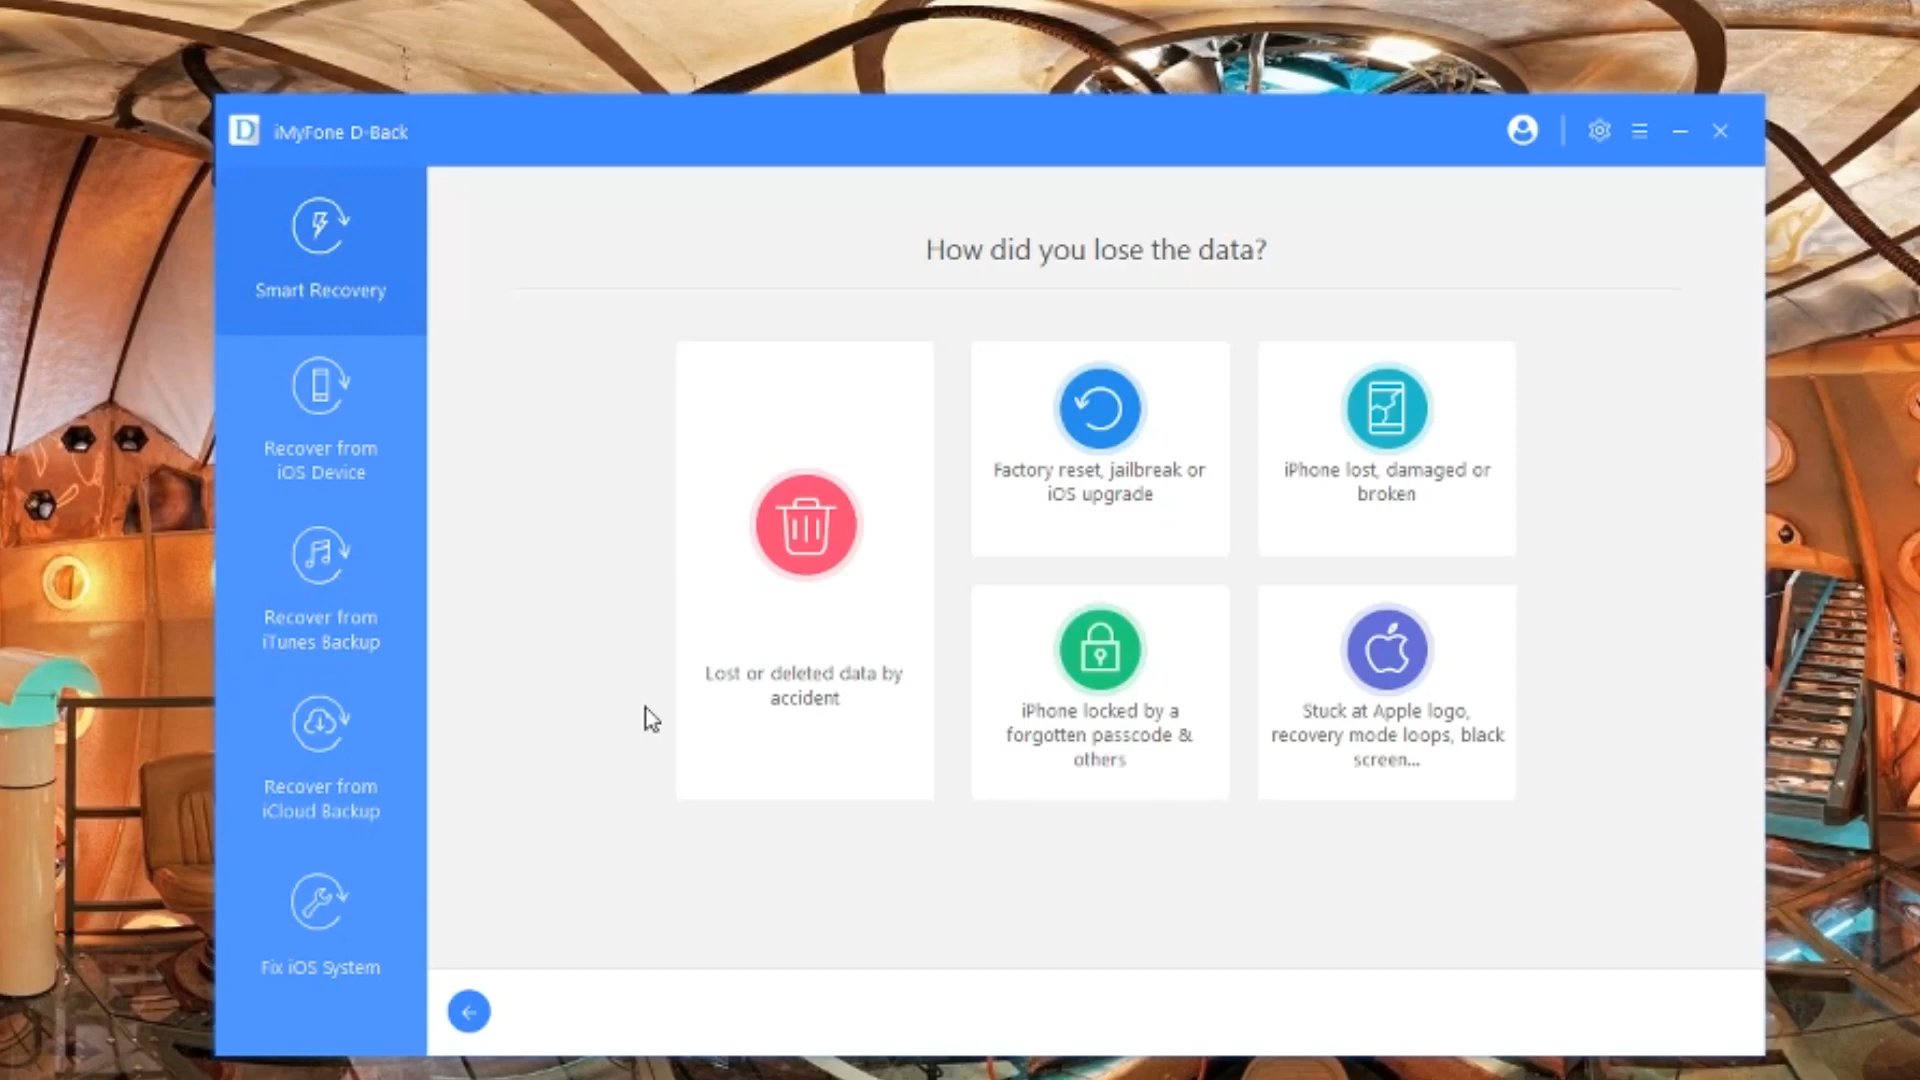 D iMyFone D-Back
Smart Recovery
Recover from
iOS Device
Recover from
iTunes Backup
Recover from
iCloud Backup
Fix iOS System
How did you lose the data?
Lost or deleted data by
accident
Factory reset, jailbreak or
iOS upgrade
iPhone lost, damaged or
broken
iPhone locked by a
forgotten passcode &
others
Stuck at Apple logo,
recovery mode loops, black
screen...